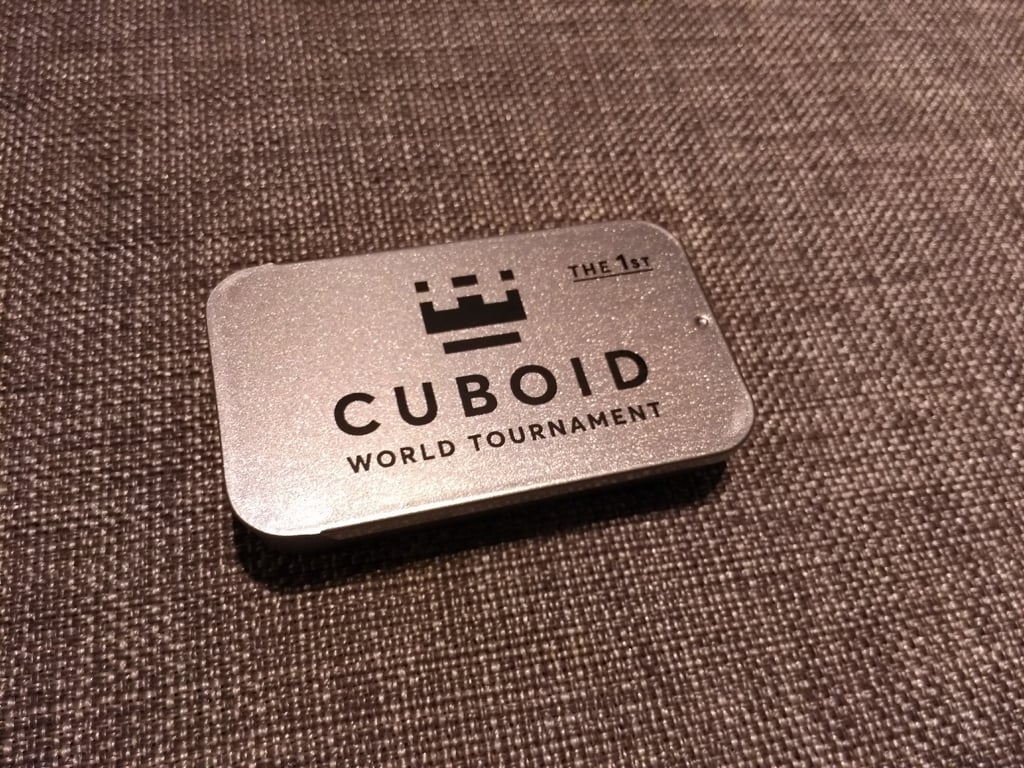 THE 1ST
CUBOID
WORLD TOURNAMENT